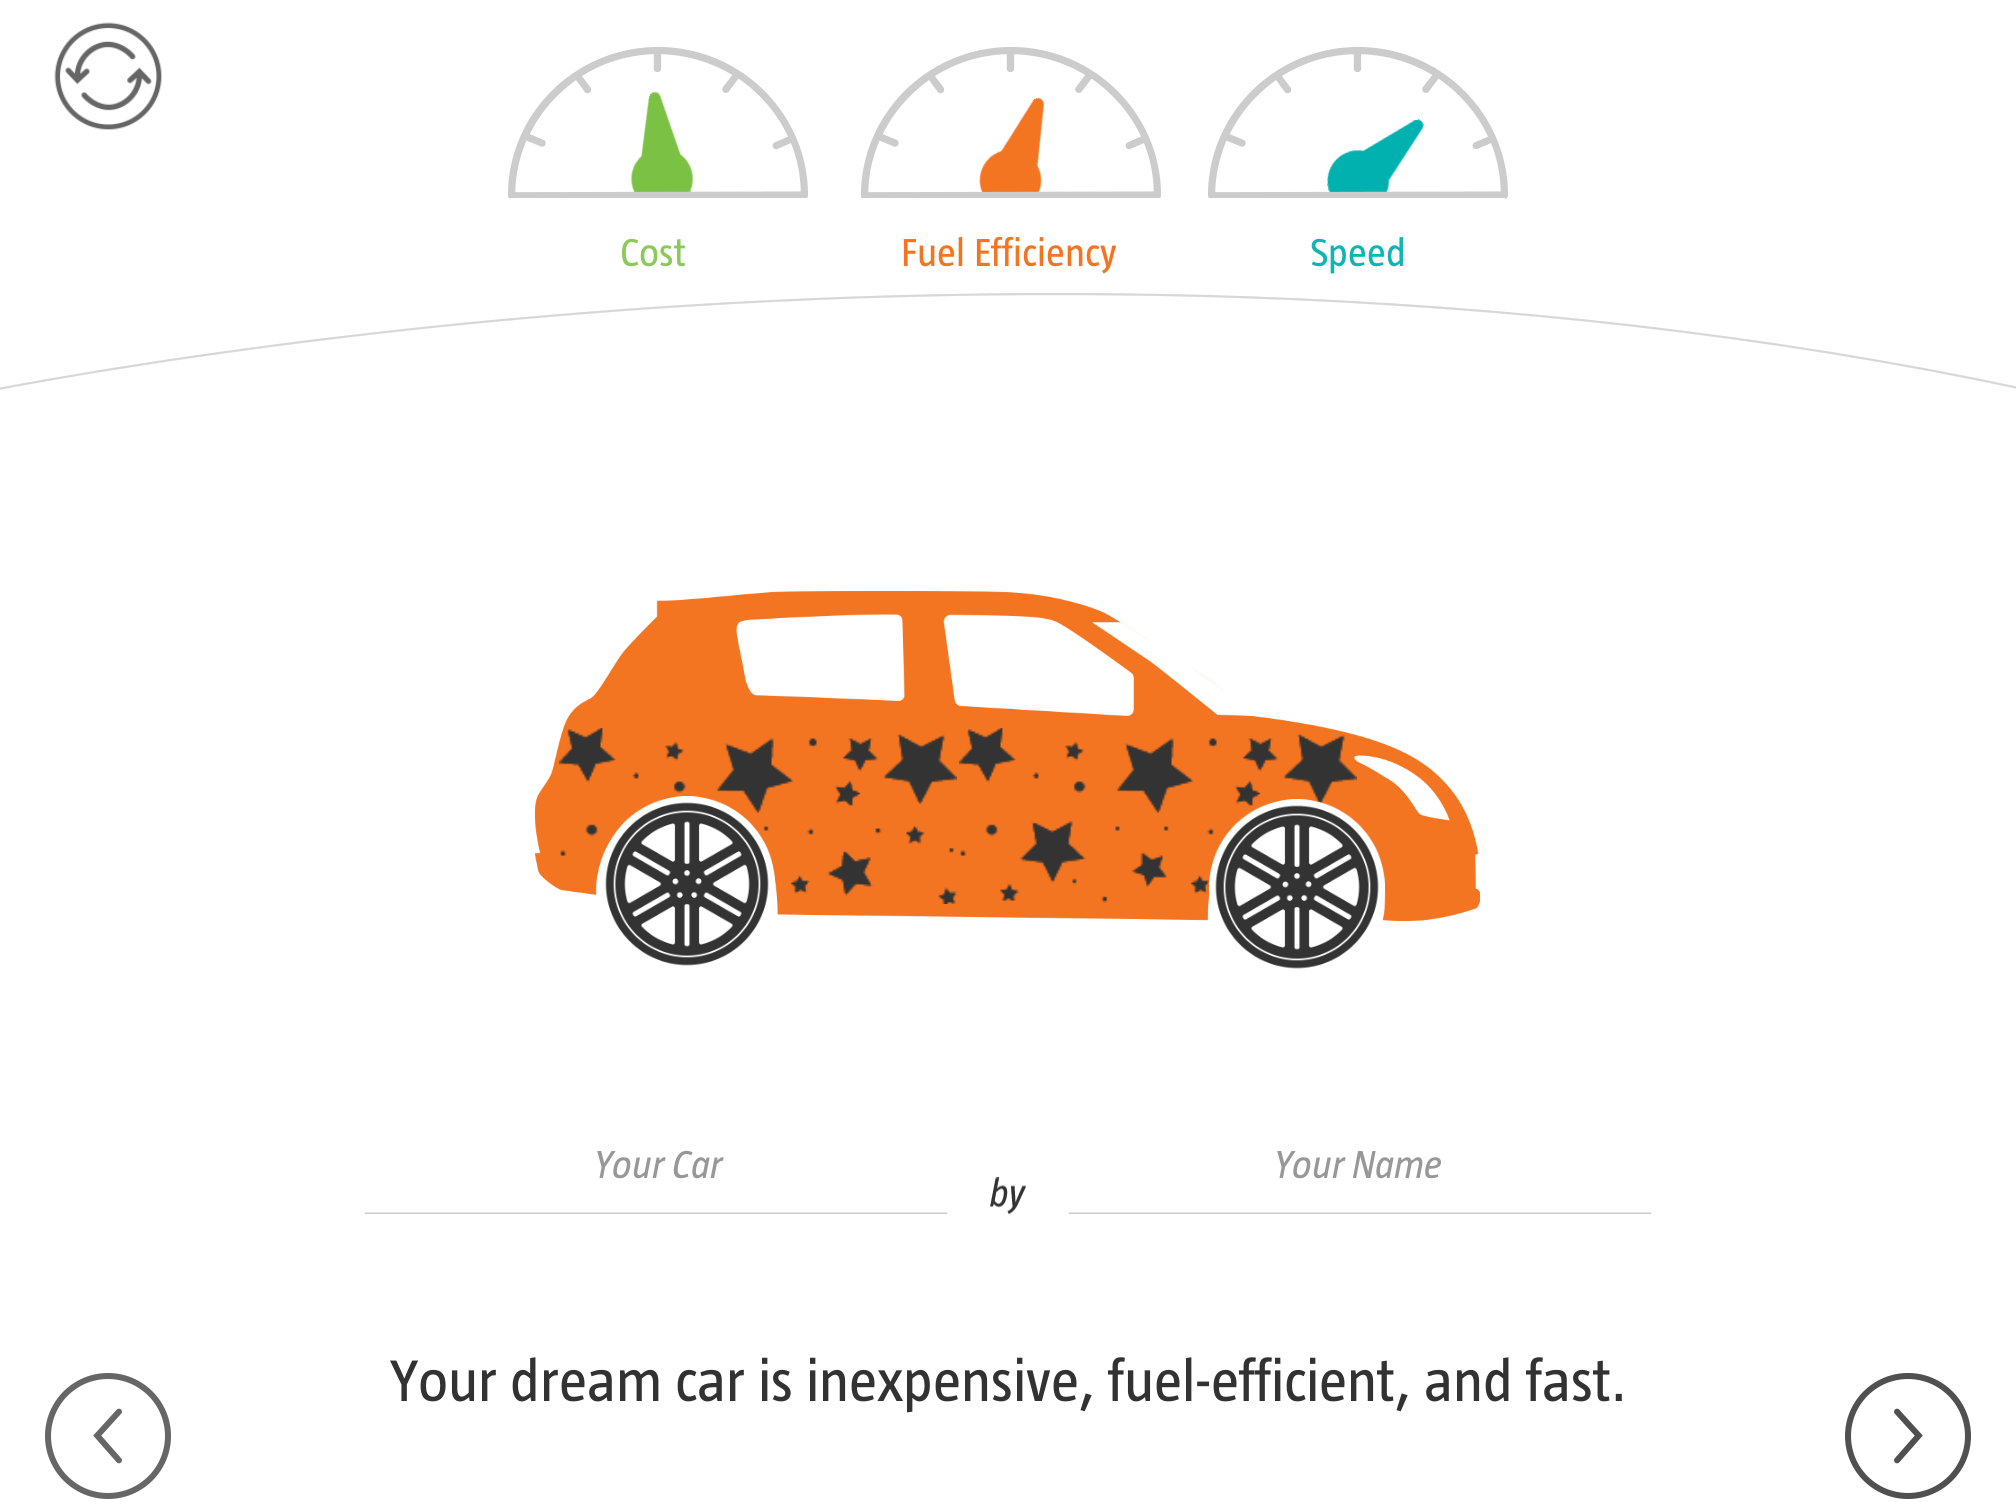 Cost
Fuel Efficiency
Speed
Your Car
by
Your Name
Your dream car is inexpensive, fuel-efficient, and fast.